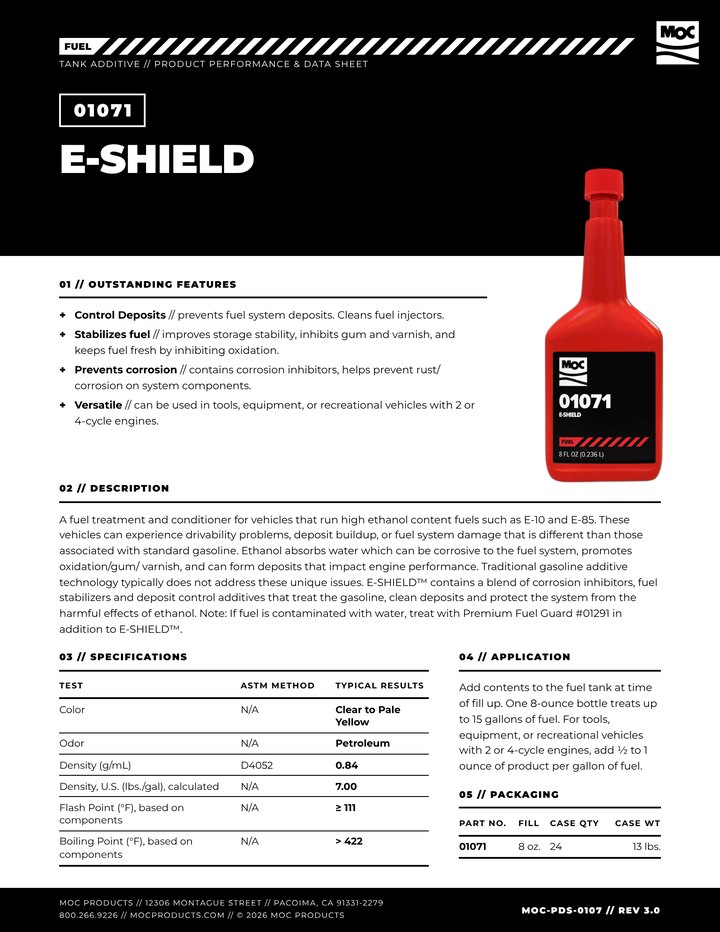 FUEL
MOC
TANK ADDITIVE // PRODUCT PERFORMANCE & DATA SHEET
01071
E-SHIELD
01 // OUTSTANDING FEATURES
+ Control Deposits // prevents fuel system deposits. Cleans fuel injectors.
+ Stabilizes fuel // improves storage stability, inhibits gum and varnish, and
keeps fuel fresh by inhibiting oxidation.
+ Prevents corrosion // contains corrosion inhibitors, helps prevent rust/
corrosion on system components.
+ Versatile // can be used in tools, equipment, or recreational vehicles with 2 or
4-cycle engines.
MOC
01071
E-SHIELD
FUEL
8 FL OZ (0.236 L)
02 // DESCRIPTION
A fuel treatment and conditioner for vehicles that run high ethanol content fuels such as E-10 and E-85. These
vehicles can experience drivability problems, deposit buildup, or fuel system damage that is different than those
associated with standard gasoline. Ethanol absorbs water which can be corrosive to the fuel system, promotes
oxidation/gum/ varnish, and can form deposits that impact engine performance. Traditional gasoline additive
technology typically does not address these unique issues. E-SHIELD™ contains a blend of corrosion inhibitors, fuel
stabilizers and deposit control additives that treat the gasoline, clean deposits and protect the system from the
harmful effects of ethanol. Note: If fuel is contaminated with water, treat with Premium Fuel Guard #01291 in
addition to E-SHIELD™.
03 // SPECIFICATIONS
TEST ASTM METHOD TYPICAL RESULTS
Color N/A Clear to Pale
Yellow
Odor N/A Petroleum
Density (g/mL) D4052 0.84
Density, U.S. (lbs./gal), calculated N/A 7.00
Flash Point (°F), based on N/A ≥ 111
components
Boiling Point (°F), based on N/A > 422
components
04 // APPLICATION
Add contents to the fuel tank at time
of fill up. One 8-ounce bottle treats up
to 15 gallons of fuel. For tools,
equipment, or recreational vehicles
with 2 or 4-cycle engines, add ½ to 1
ounce of product per gallon of fuel.
05 // PACKAGING
PART NO. FILL CASE QTY CASE WT
01071 8 oz. 24 13 lbs.
MOC PRODUCTS // 12306 MONTAGUE STREET // PACOIMA, CA 91331-2279
800.266.9226 // MOCPRODUCTS.COM // © 2026 MOC PRODUCTS
MOC-PDS-0107 // REV 3.0